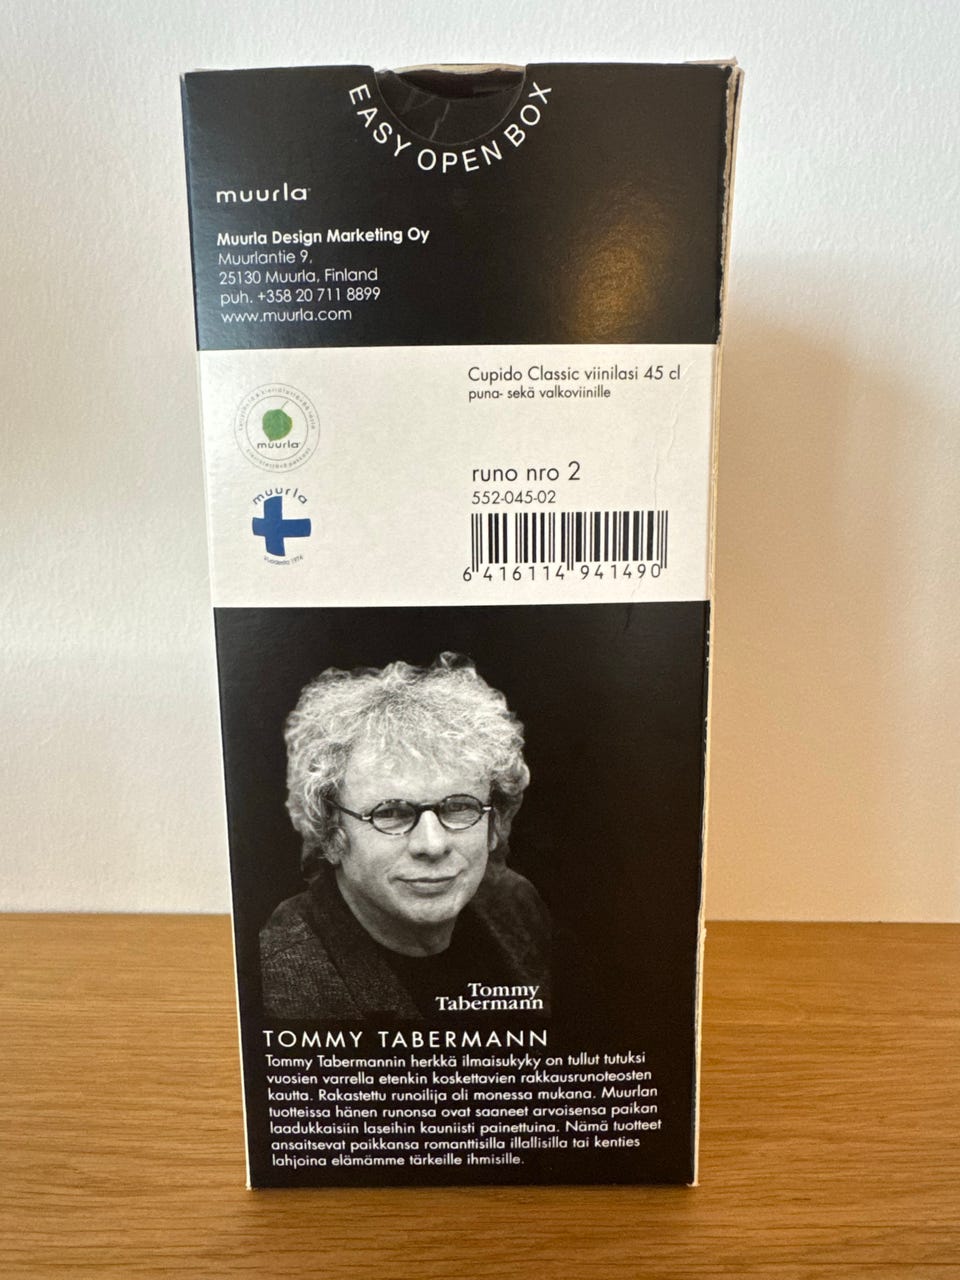 EASY OPEN BOX
muurla
Muurla Design Marketing Oy
Muurlantie 9,
25130 Muurla, Finland
puh. +358 20 711 8899
www.muurla.com
Cupido Classic viinilasi 45 cl
puna- sekä valkoviinille
muurla
runo nro 2
552-045-02
muurla
Vuodesta 1974
6 416114 941490
Tommy
Tabermann
TOMMY TABERMANN
Tommy Tabermannin herkkä ilmaisukyky on tullut tutuksi
vuosien varrella etenkin koskettavien rakkausrunoteosten
kautta. Rakastettu runoilija oli monessa mukana. Muurlan
tuotteissa hänen runonsa ovat saaneet arvoisensa paikan
laadukkaisiin laseihin kauniisti painettuina. Nämä tuotteet
ansaitsevat paikkansa romanttisilla illallisilla tai kenties
lahjoina elämämme tärkeille ihmisille.